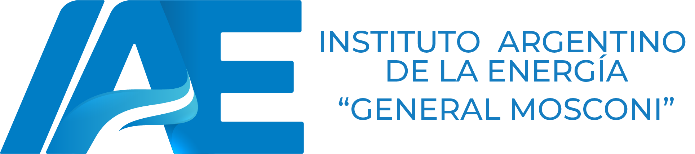 IAE
INSTITUTO ARGENTINO
DE LA ENERGÍA
“GENERAL MOSCONI”